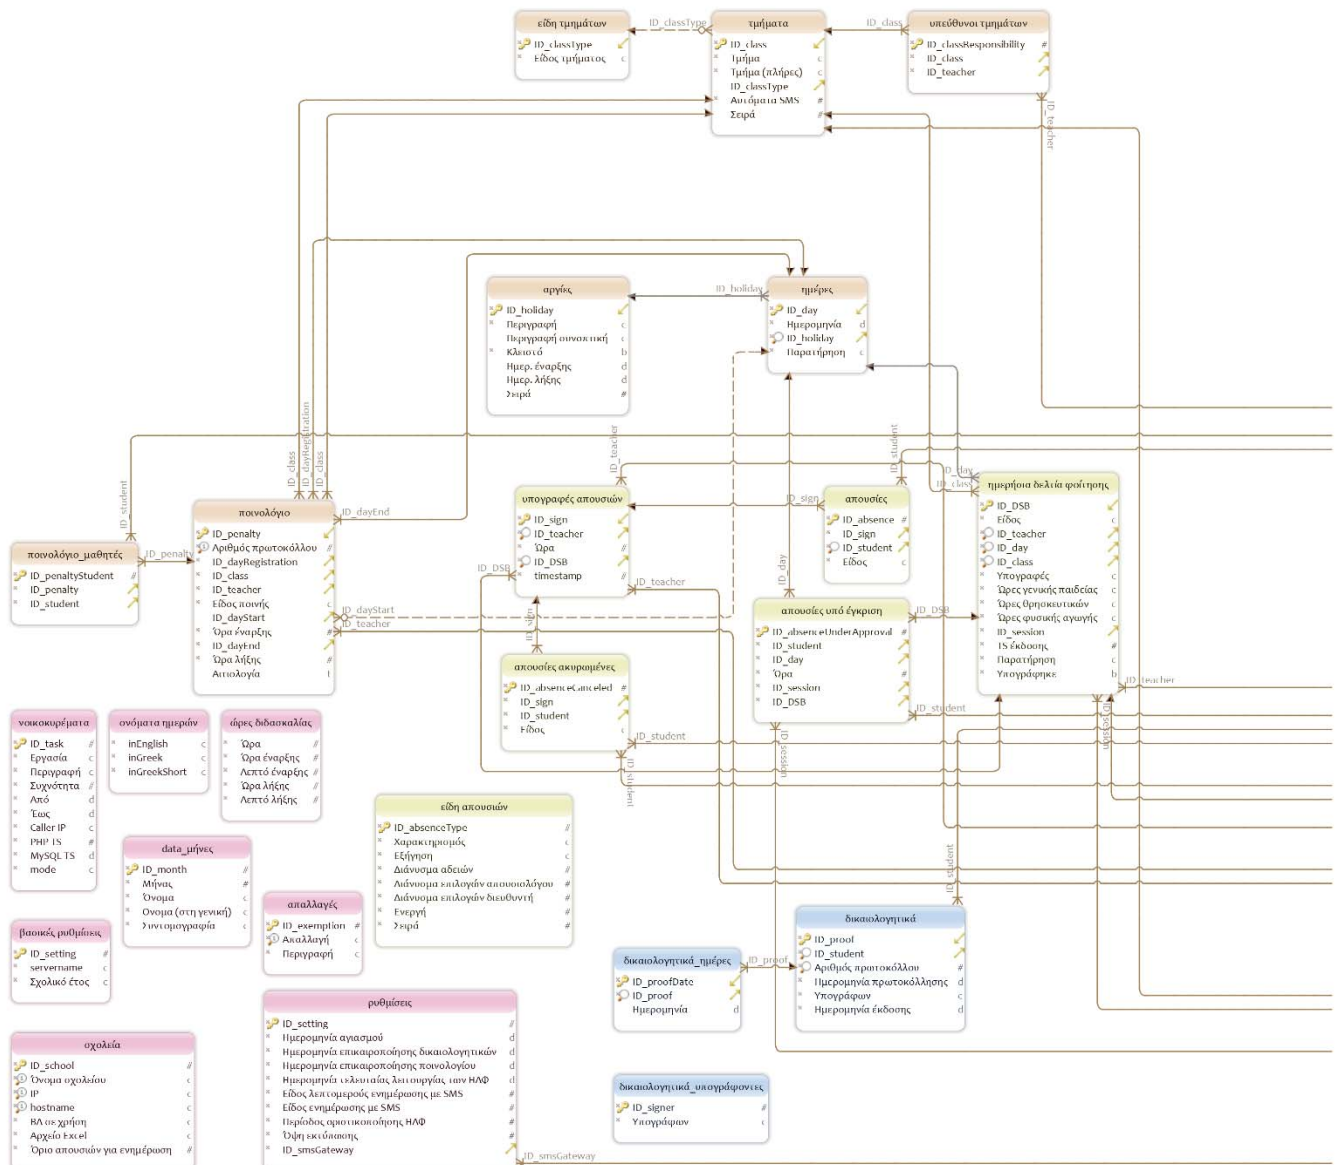 είδη τμημάτων
ID_classType
Είδος τμήματος c
ID_classType
τμήματα
ID_class
Τμήμα c
Τμήμα (πλήρες) c
ID_classType
Αυτόματα SMS #
Σειρά #
ID_class
υπεύθυνοι τμημάτων
ID_classResponsibility #
ID_class
ID_teacher
ID_teacher
αργίες
ID_holiday
Περιγραφή c
Περιγραφή συνοπτική c
Κλειστό b
Ημερ. έναρξης d
Ημερ. λήξης d
Σειρά #
ID_holiday
ημέρες
ID_day
Ημερομηνία d
ID_holiday
Παρατήρηση c
ID_class
ID_dayRegistration
ID_class
ID_student
ID_teacher
ID_student
ID_day
ID_class
ποινολόγιο_μαθητές
ID_penaltyStudent #
ID_penalty
ID_student
ID_penalty
ποινολόγιο
ID_penalty
Αριθμός πρωτοκόλλου #
ID_dayRegistration
ID_class
ID_teacher
Είδος ποινής c
ID_dayStart
Ώρα έναρξης #
ID_dayEnd
Ώρα λήξης #
Αιτιολογία t
ID_dayEnd
ID_dayStart
ID_teacher
υπογραφές απουσιών
ID_sign
ID_teacher
Ώρα #
ID_DSB
timestamp #
ID_DSB
ID_teacher
ID_sign
ID_sign
απουσίες
ID_absence #
ID_sign
ID_student
Είδος c
ημερήσια δελτία φοίτησης
ID_DSB
Είδος c
ID_teacher
ID_day
ID_class
Υπογραφές c
Ώρες γενικής παιδείας c
Ώρες θρησκευτικών c
Ώρες φυσικής αγωγής c
ID_session
TS έκδοσης #
Παρατήρηση c
Υπογράφηκε b
ID_teacher
ID_session
ID_day
απουσίες υπό έγκριση
ID_absenceUnderApproval #
ID_student
ID_day
Ώρα #
ID_session
ID_DSB
ID_DSB
ID_student
ID_session
απουσίες ακυρωμένες
ID_absenceCanceled #
ID_sign
ID_student
Είδος c
ID_student
ID_student
νοικοκυρέματα
ID_task #
Εργασία c
Περιγραφή c
Συχνότητα #
Από d
Έως d
Caller IP c
PHP TS #
MySQL TS d
mode c
ονόματα ημερών
inEnglish c
inGreek c
inGreekShort c
ώρες διδασκαλίας
Ώρα #
Ώρα έναρξης #
Λεπτό έναρξης #
Ώρα λήξης #
Λεπτό λήξης #
data_μήνες
ID_month #
Μήνας #
Όνομα c
Όνομα (στη γενική) c
Συντομογραφία c
είδη απουσιών
ID_absenceType #
Χαρακτηρισμός c
Εξήγηση c
Διάνυσμα αδειών #
Διάνυσμα επιλογών απουσιολόγου #
Διάνυσμα επιλογών διευθυντή #
Ενεργή #
Σειρά #
απαλλαγές
ID_exemption #
Απαλλαγή c
Περιγραφή c
βασικές ρυθμίσεις
ID_setting #
servername c
Σχολικό έτος c
ID_student
δικαιολογητικά
ID_proof
ID_student
Αριθμός πρωτοκόλλου #
Ημερομηνία πρωτοκόλλησης d
Υπογράφων c
Ημερομηνία έκδοσης d
δικαιολογητικά_ημέρες
ID_proofDate
ID_proof
Ημερομηνία d
ID_proof
ρυθμίσεις
ID_setting #
Ημερομηνία αγιασμού d
Ημερομηνία επικαιροποίησης δικαιολογητικών d
Ημερομηνία επικαιροποίησης ποινολογίου d
Ημερομηνία τελευταίας λειτουργίας των ΗΔΦ d
Είδος λεπτομερούς ενημέρωσης με SMS #
Είδος ενημέρωσης με SMS #
Περίοδος οριστικοποίησης ΗΔΦ #
Όψη εκτύπωσης #
ID_smsGateway
ID_smsGateway
σχολεία
ID_school #
Όνομα σχολείου c
IP c
hostname c
ΒΔ σε χρήση c
Αρχείο Excel c
Όριο απουσιών για ενημέρωση #
δικαιολογητικά_υπογράφοντες
ID_signer #
Υπογράφων c